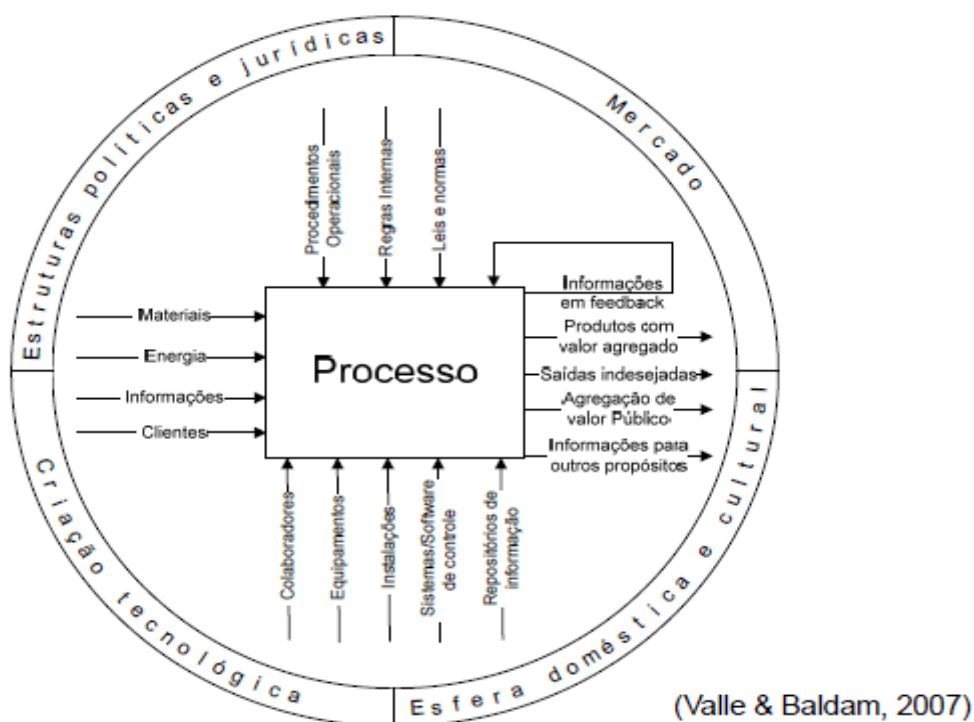 Estruturas políticas e jurídicas
Mercado
Procedimentos
Operacionais
Regras Internas
Leis e normas
Materiais
Energia
Informações
Clientes
Processo
Informações
em feedback
Produtos com
valor agregado
Saídas indesejadas
Agregação de
valor Público
Informações para
outros propósitos
Colaboradores
Equipamentos
Instalações
Sistemas/Software
de controle
Repositórios de
informação
Criação tecnológica
Esfera doméstica e cultural
(Valle & Baldam, 2007)